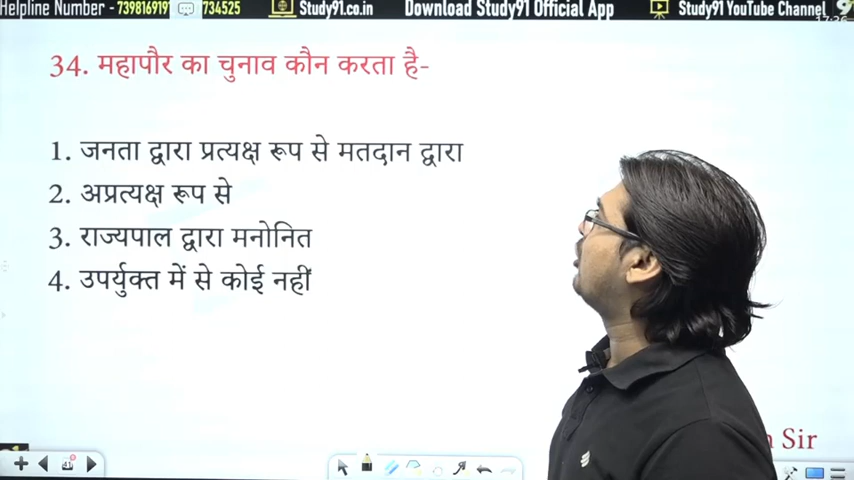 Helpline Number - 7398169191 734525 Study91.co.in Download Study91 Official App Study91 YouTube Channel
34. महापौर का चुनाव कौन करता है-
1. जनता द्वारा प्रत्यक्ष रूप से मतदान द्वारा
2. अप्रत्यक्ष रूप से
3. राज्यपाल द्वारा मनोनित
4. उपर्युक्त में से कोई नहीं
Sir